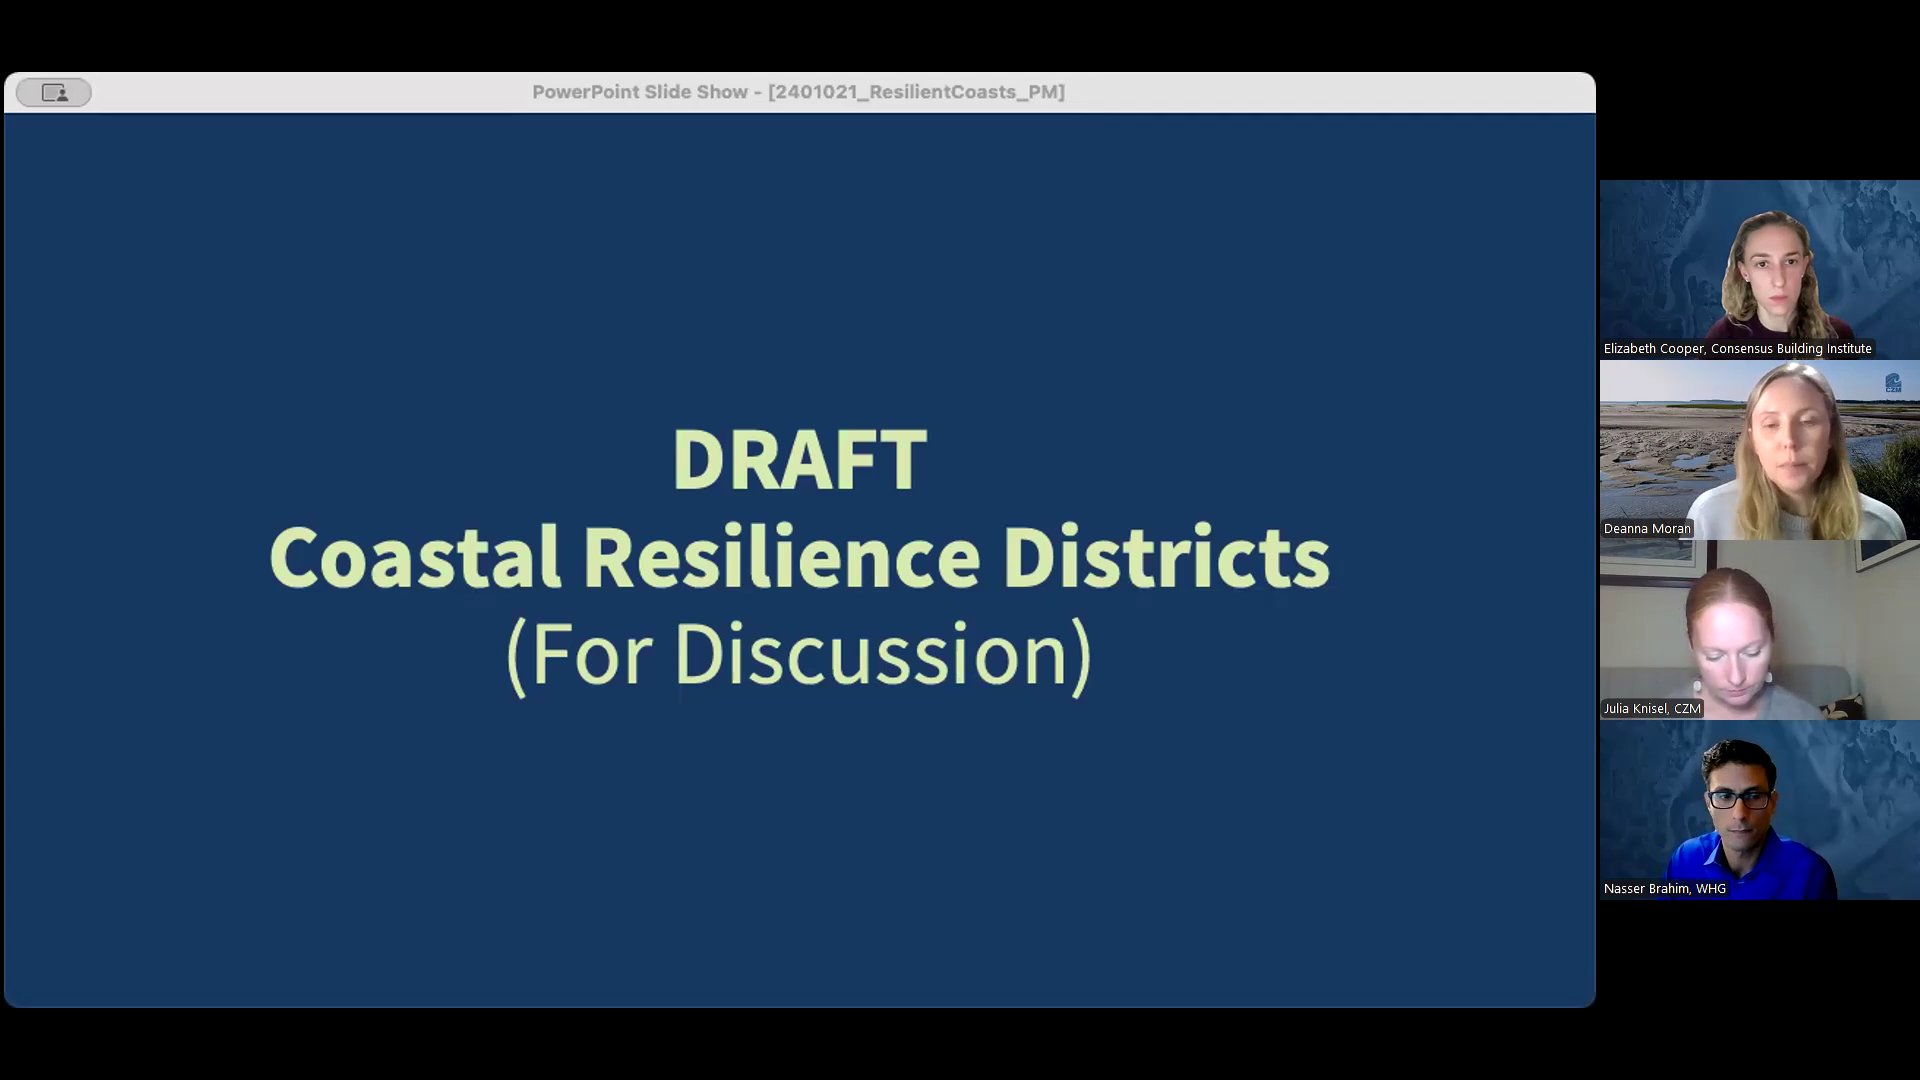 PowerPoint Slide Show - [2401021_ResilientCoasts_PM]
DRAFT
Coastal Resilience Districts
(For Discussion)
Elizabeth Cooper, Consensus Building Institute
CZM
Deanna Moran
Julia Knisel, CZM
Nasser Brahim, WHG